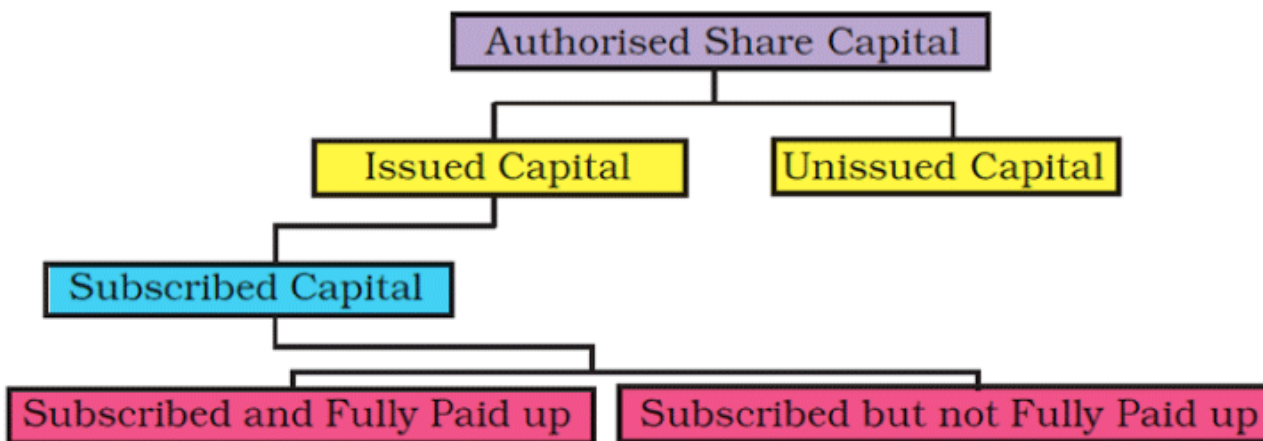 Authorised Share Capital
Issued Capital
Unissued Capital
Subscribed Capital
Subscribed and Fully Paid up
Subscribed but not Fully Paid up